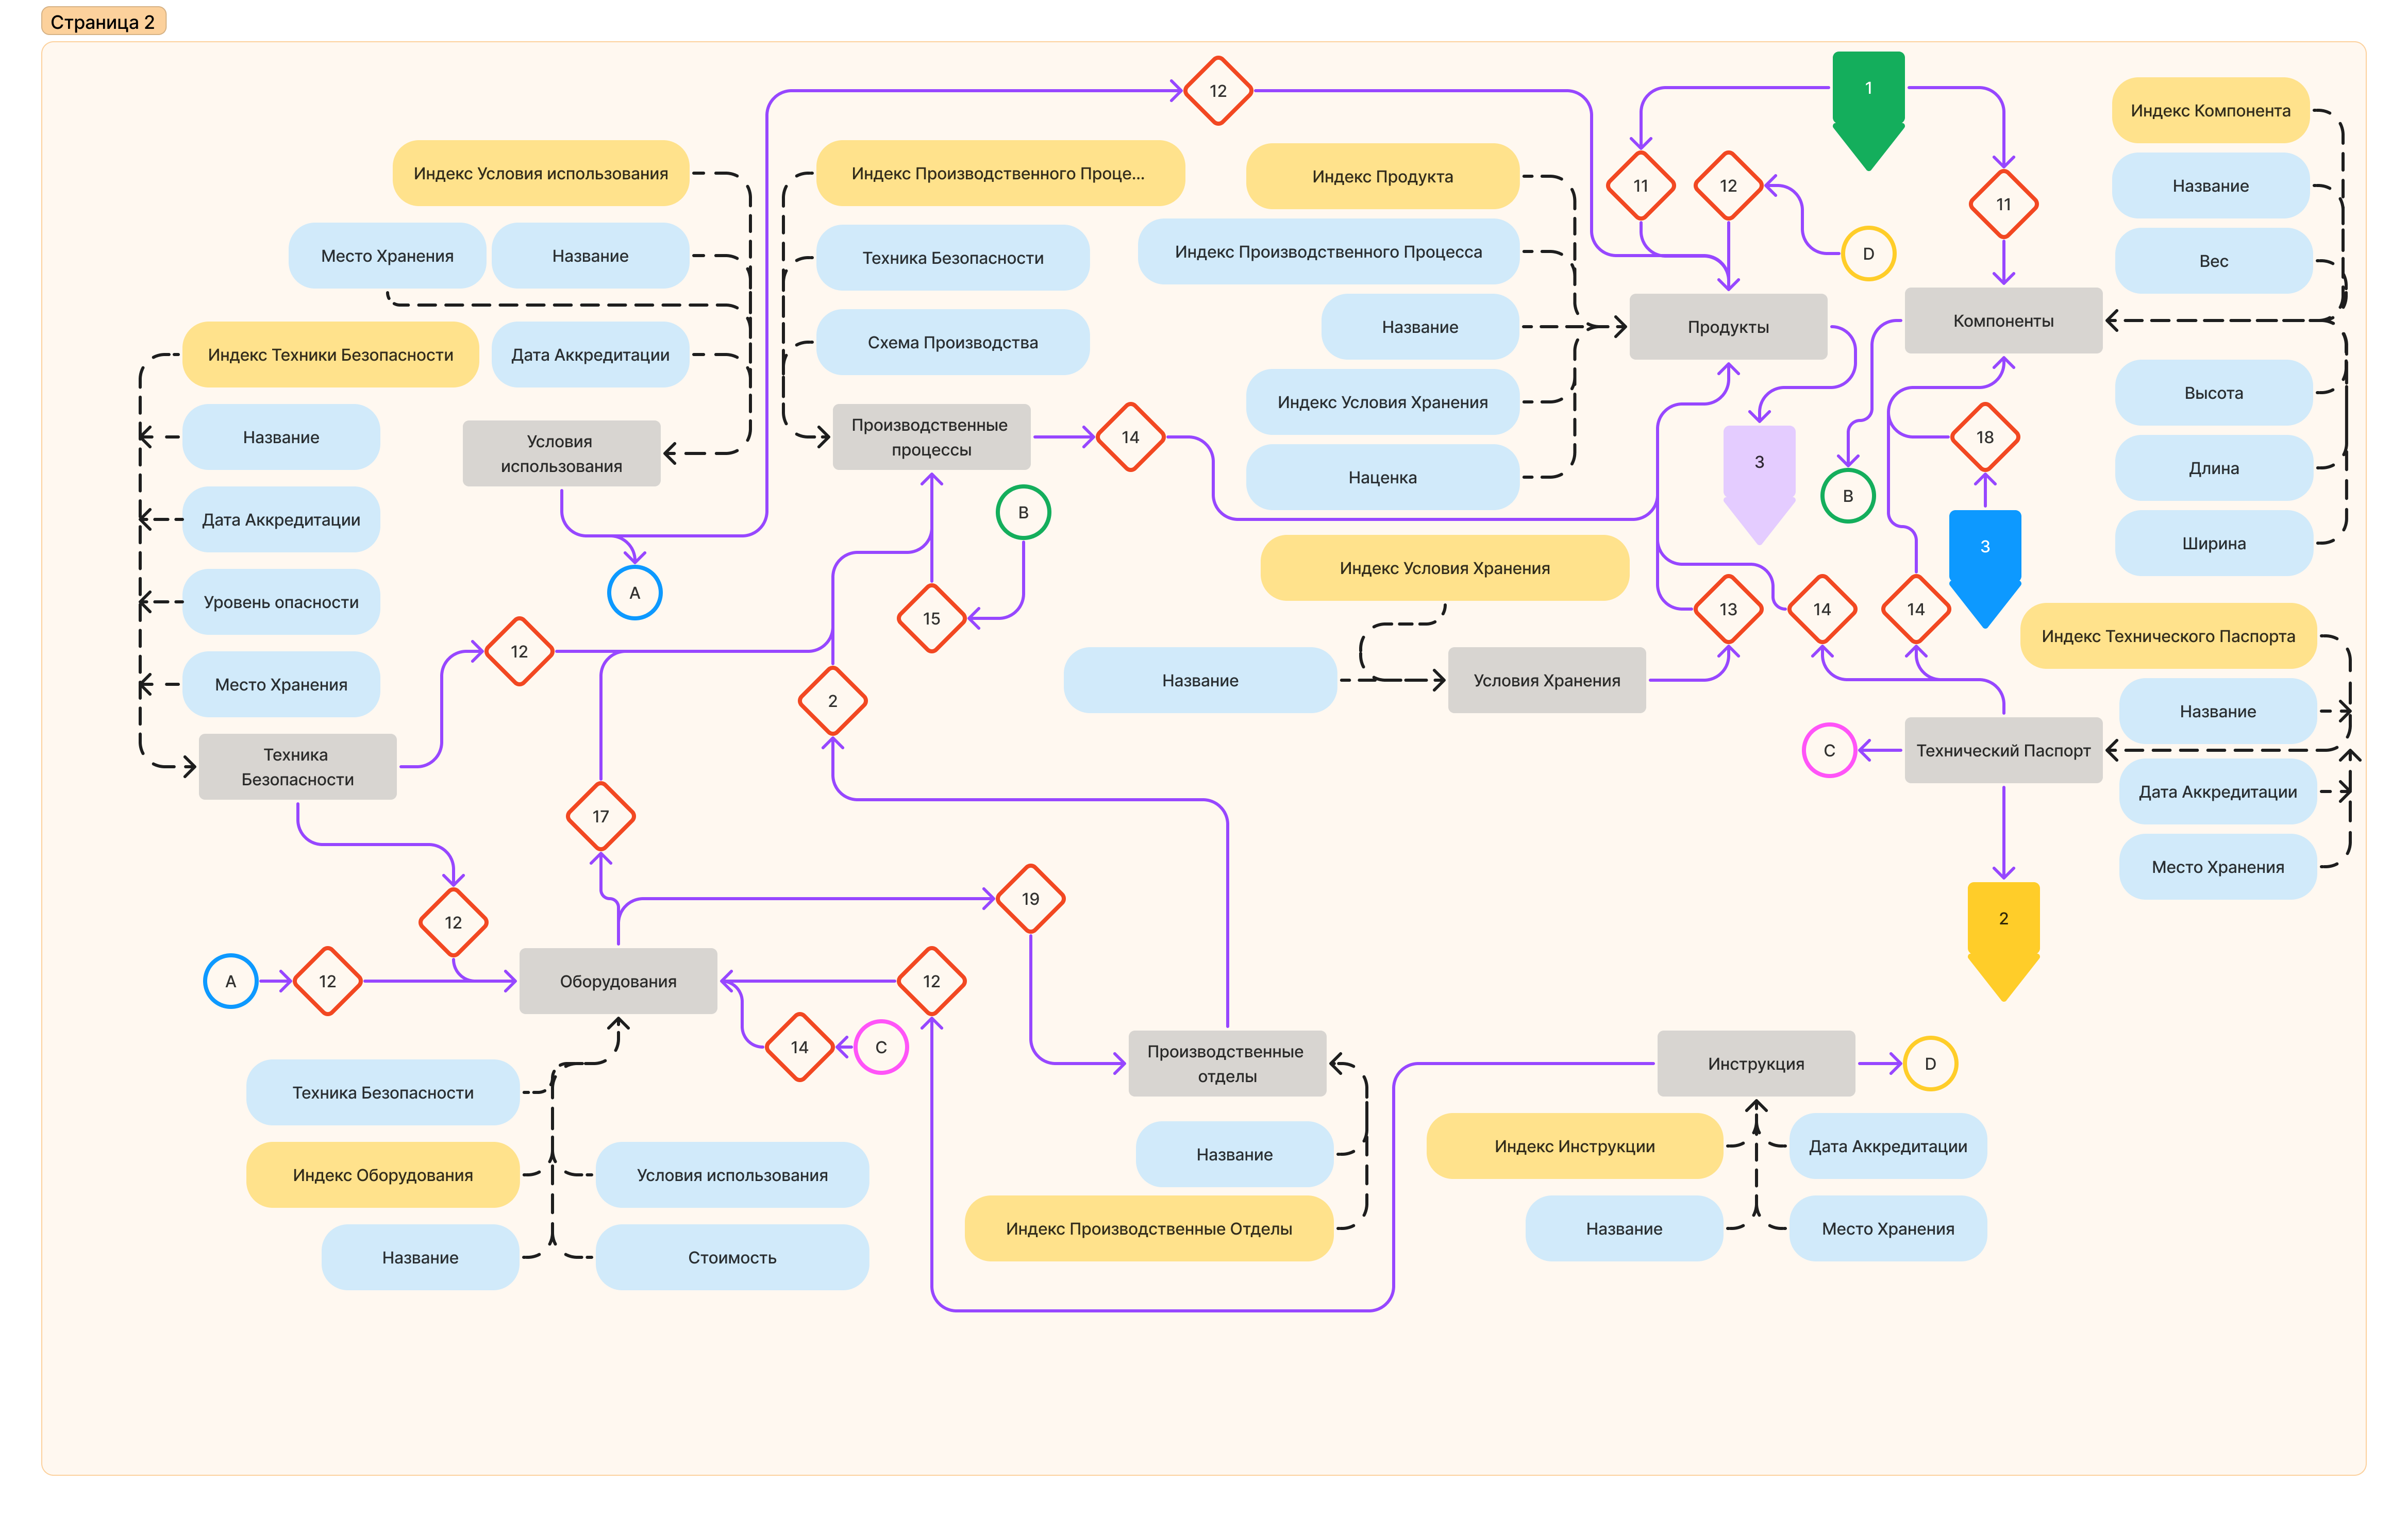 Страница 2
12
1
Индекс Компонента
Индекс Условия использования
Индекс Производственного Проце...
Индекс Продукта
11
12
11
Название
Место Хранения
Название
Техника Безопасности
Индекс Производственного Процесса
D
Вес
Индекс Техники Безопасности
Дата Аккредитации
Схема Производства
Название
Продукты
Компоненты
Название
Условия
использования
Производственные
процессы
14
Индекс Условия Хранения
Наценка
3
B
18
Высота
Длина
Дата Аккредитации
B
3
Ширина
Уровень опасности
A
15
Индекс Условия Хранения
13
14
14
Индекс Технического Паспорта
Место Хранения
12
2
Название
Условия Хранения
Название
Техника
Безопасности
C
Технический Паспорт
Дата Аккредитации
17
Место Хранения
12
19
2
A
12
Оборудования
12
14
C
Производственные
отделы
Инструкция
D
Техника Безопасности
Индекс Оборудования
Условия использования
Название
Индекс Инструкции
Дата Аккредитации
Название
Стоимость
Индекс Производственные Отделы
Название
Место Хранения